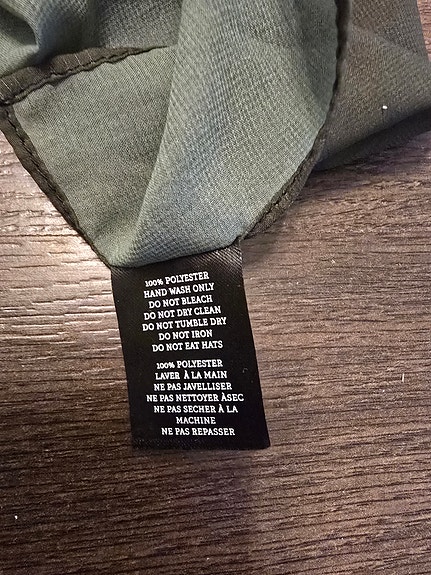 100% POLYESTER
HAND WASH ONLY
DO NOT BLEACH
DO NOT DRY CLEAN
DO NOT TUMBLE DRY
DO NOT IRON
DO NOT EAT HATS
100% POLYESTER
LAVER À LA MAIN
NE PAS JAVELLISER
NE PAS NETTOYER ÀSEC
NE PAS SECHER À LA
MACHINE
NE PAS REPASSER